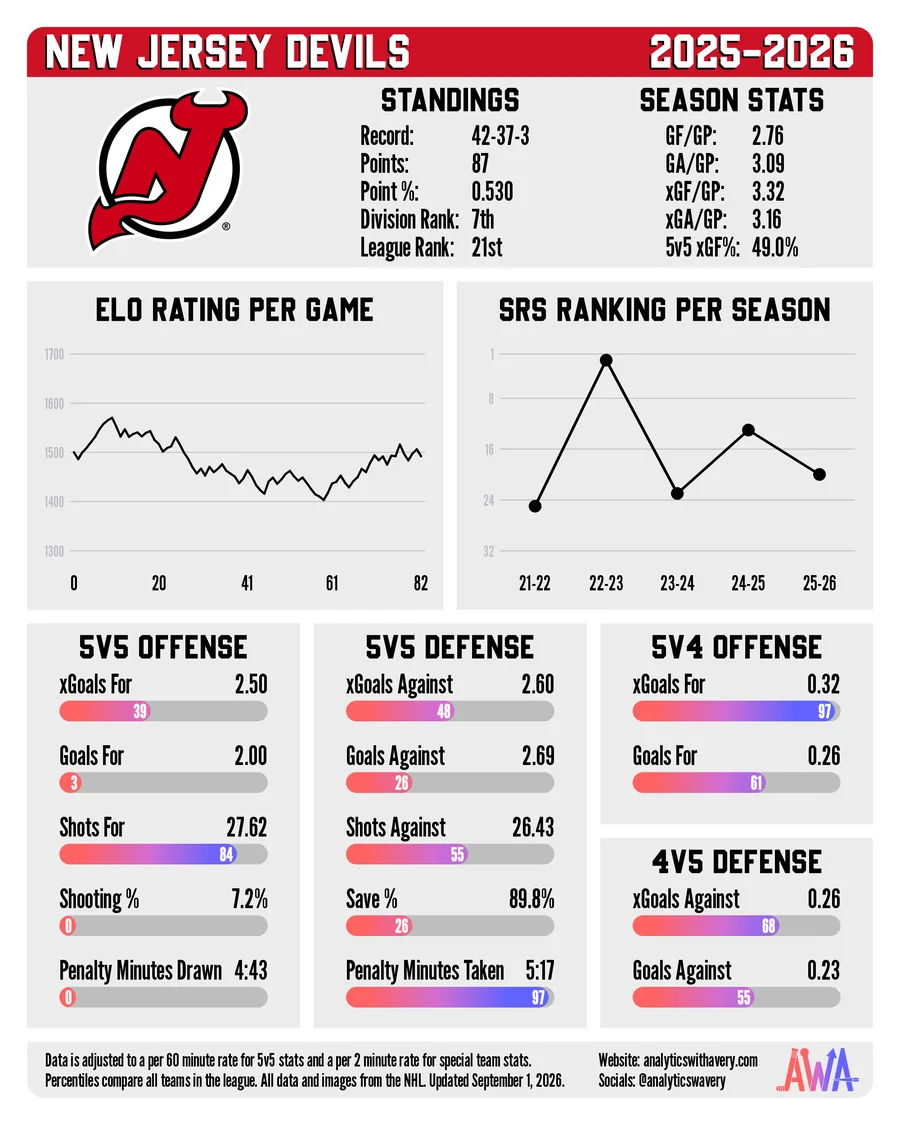 NEW JERSEY DEVILS 2025-2026
STANDINGS
Record: 42-37-3
Points: 87
Point %: 0.530
Division Rank: 7th
League Rank: 21st
SEASON STATS
GF/GP: 2.76
GA/GP: 3.09
xGF/GP: 3.32
xGA/GP: 3.16
5v5 xGF%: 49.0%
®
ELO RATING PER GAME
1700
1600
1500
1400
1300
0 20 41 61 82
SRS RANKING PER SEASON
1
8
16
24
32
21-22 22-23 23-24 24-25 25-26
5V5 OFFENSE
xGoals For 2.50
39
Goals For 2.00
3
Shots For 27.62
84
Shooting % 7.2%
0
Penalty Minutes Drawn 4:43
0
5V5 DEFENSE
xGoals Against 2.60
48
Goals Against 2.69
26
Shots Against 26.43
55
Save % 89.8%
26
Penalty Minutes Taken 5:17
97
5V4 OFFENSE
xGoals For 0.32
97
Goals For 0.26
61
4V5 DEFENSE
xGoals Against 0.26
68
Goals Against 0.23
55
Data is adjusted to a per 60 minute rate for 5v5 stats and a per 2 minute rate for special team stats.
Percentiles compare all teams in the league. All data and images from the NHL. Updated September 1, 2026.
Website: analyticswithavery.com
Socials: @analyticswavery
AWA